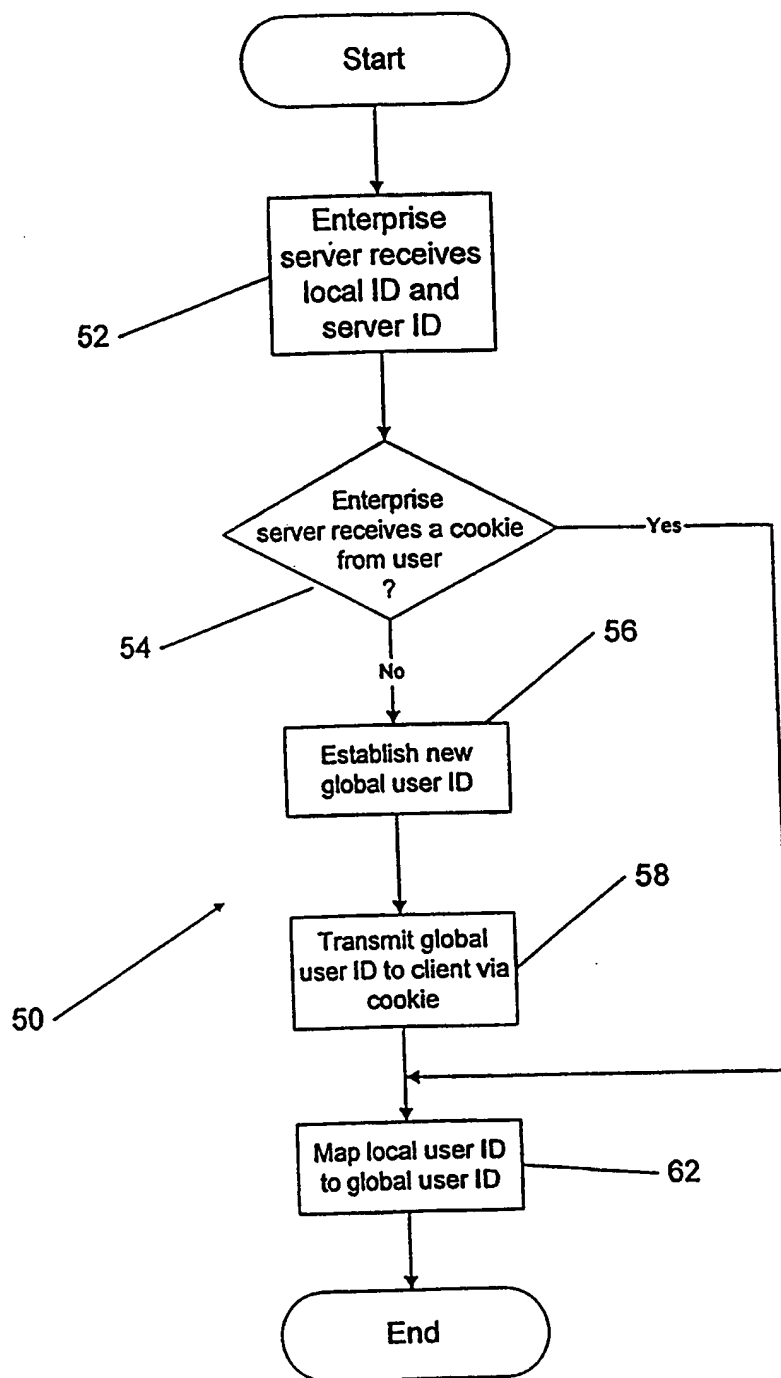 Start
Enterprise
server receives
local ID and
server ID
52
Enterprise
server receives a cookie
from user
?
Yes
54
No
56
Establish new
global user ID
58
Transmit global
user ID to client via
cookie
50
Map local user ID
to global user ID
62
End